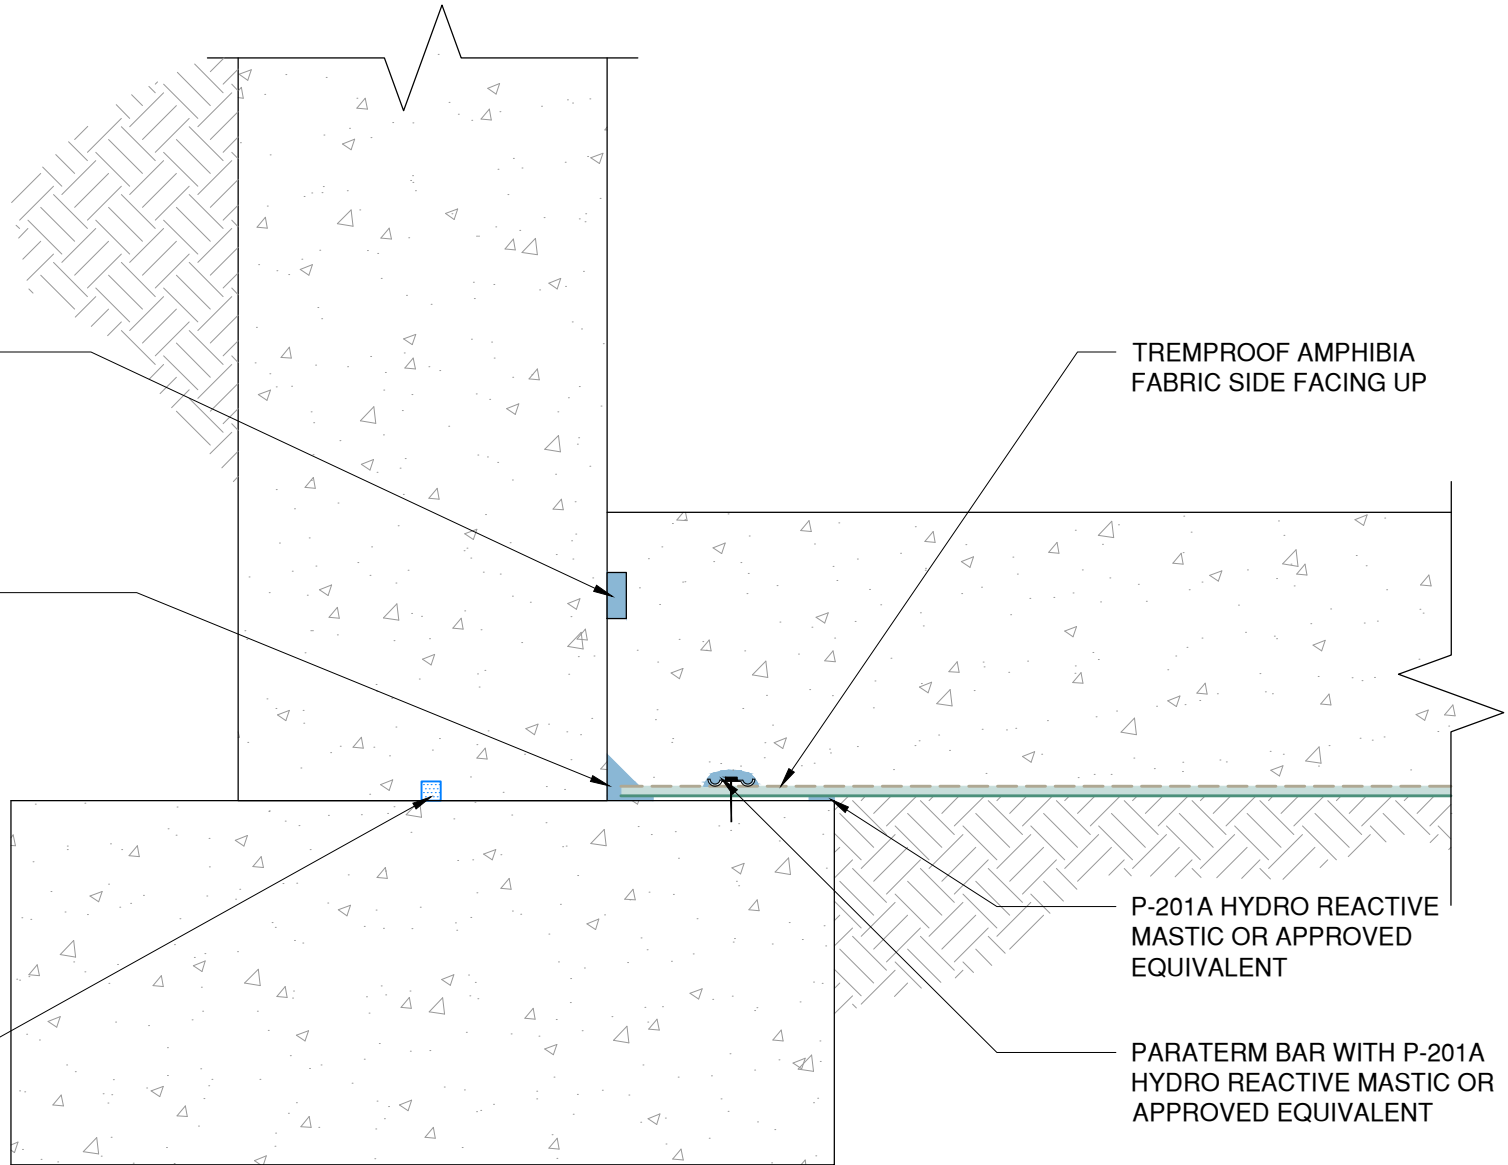 TREMPROOF AMPHIBIA
FABRIC SIDE FACING UP
P-201A HYDRO REACTIVE
MASTIC OR APPROVED
EQUIVALENT
PARATERM BAR WITH P-201A
HYDRO REACTIVE MASTIC OR
APPROVED EQUIVALENT